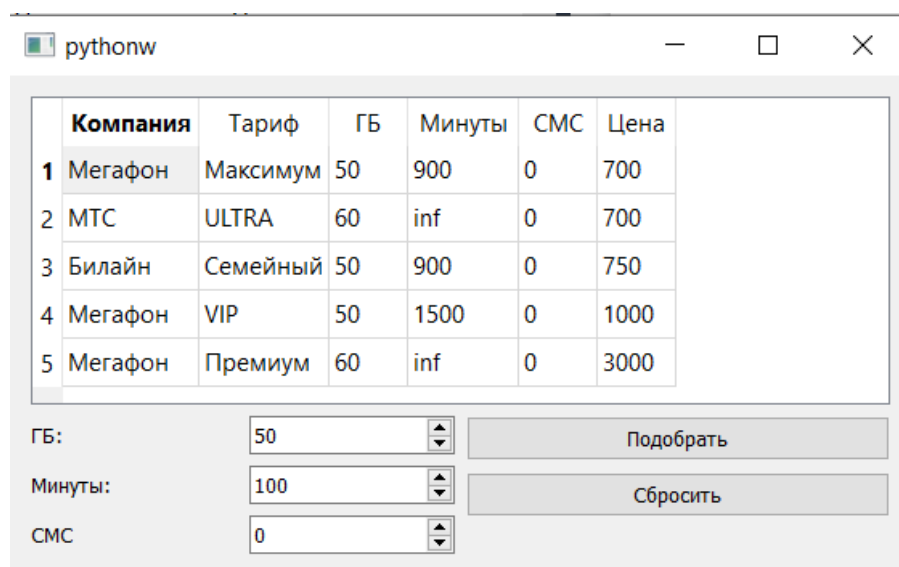 pythonw
Компания Тариф ГБ Минуты СМС Цена
1 Мегафон Максимум 50 900 0 700
2 МТС ULTRA 60 inf 0 700
3 Билайн Семейный 50 900 0 750
4 Мегафон VIP 50 1500 0 1000
5 Мегафон Премиум 60 inf 0 3000
ГБ: 50 Подобрать
Минуты: 100 Сбросить
СМС 0